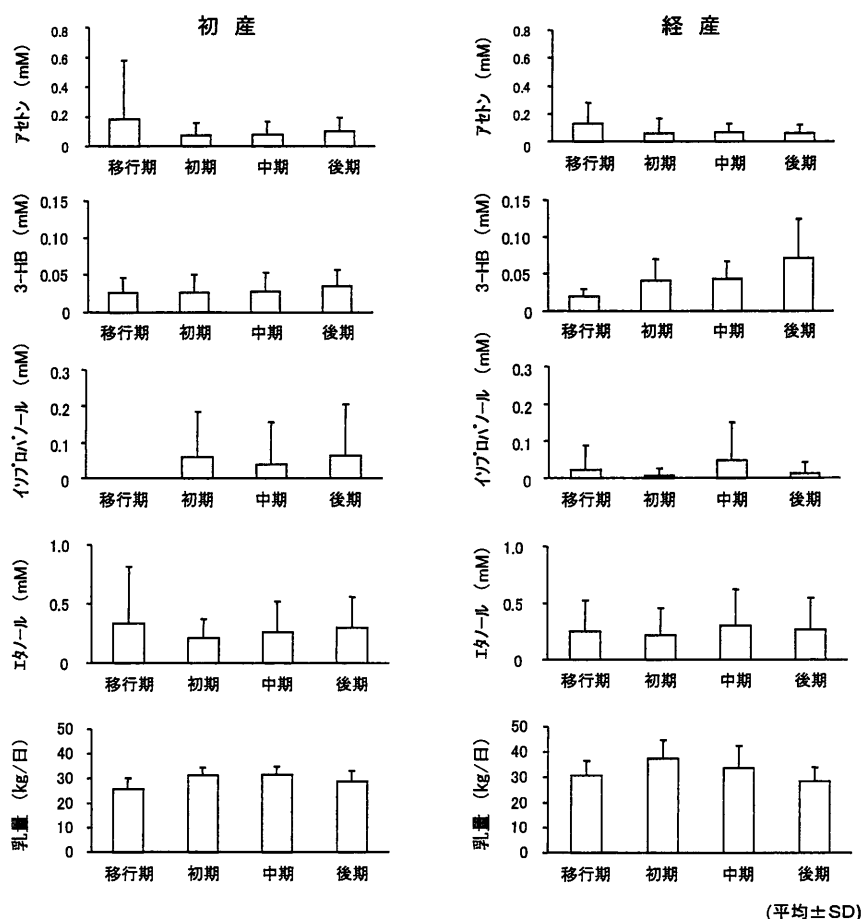 初 産
0.8
0.6
0.4
0.2
0
アセトン (mM)
移行期 初期 中期 後期
0.15
0.10
0.05
0
3-HB (mM)
移行期 初期 中期 後期
0.3
0.2
0.1
0
イソプロパノール (mM)
移行期 初期 中期 後期
1.0
0.5
0
エタノール (mM)
移行期 初期 中期 後期
50
40
30
20
10
0
乳量 (kg/日)
移行期 初期 中期 後期
経 産
0.8
0.6
0.4
0.2
0
アセトン (mM)
移行期 初期 中期 後期
0.15
0.10
0.05
0
3-HB (mM)
移行期 初期 中期 後期
0.3
0.2
0.1
0
イソプロパノール (mM)
移行期 初期 中期 後期
1.0
0.5
0
エタノール (mM)
移行期 初期 中期 後期
50
40
30
20
10
0
乳量 (kg/日)
移行期 初期 中期 後期
(平均±SD)